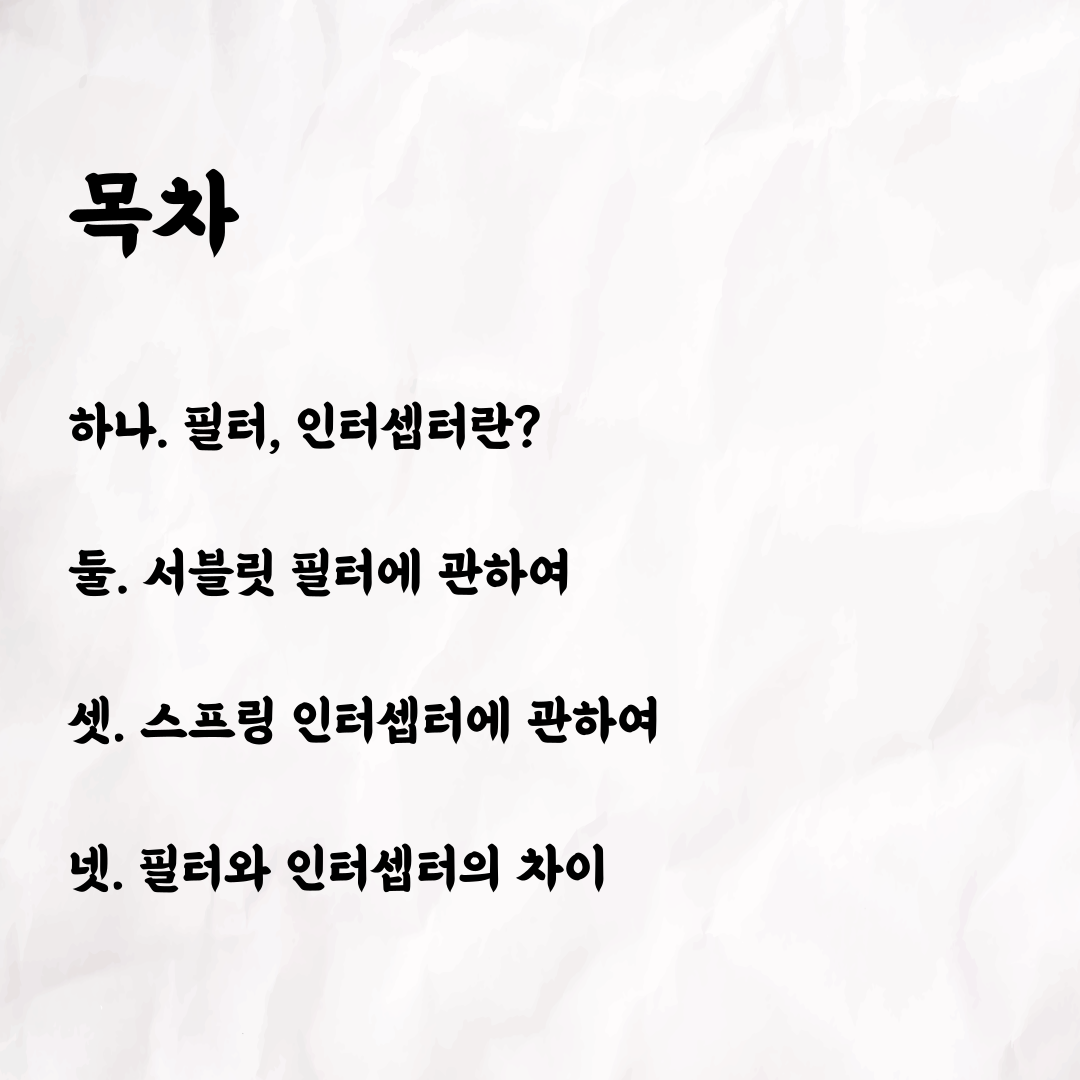 목차
하나. 필터, 인터셉터란?
둘. 서블릿 필터에 관하여
셋. 스프링 인터셉터에 관하여
넷. 필터와 인터셉터의 차이